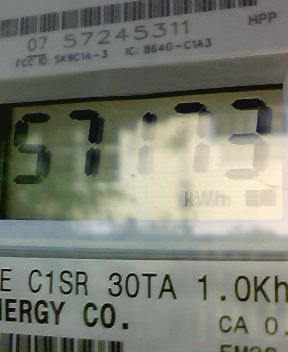 HPP
07 57245311
FCC ID: SK9C1A-3 IC: 864G-C1A3
57173
kWh
E C1SR 30TA 1.0Kh
NERGY CO.
CA 0.